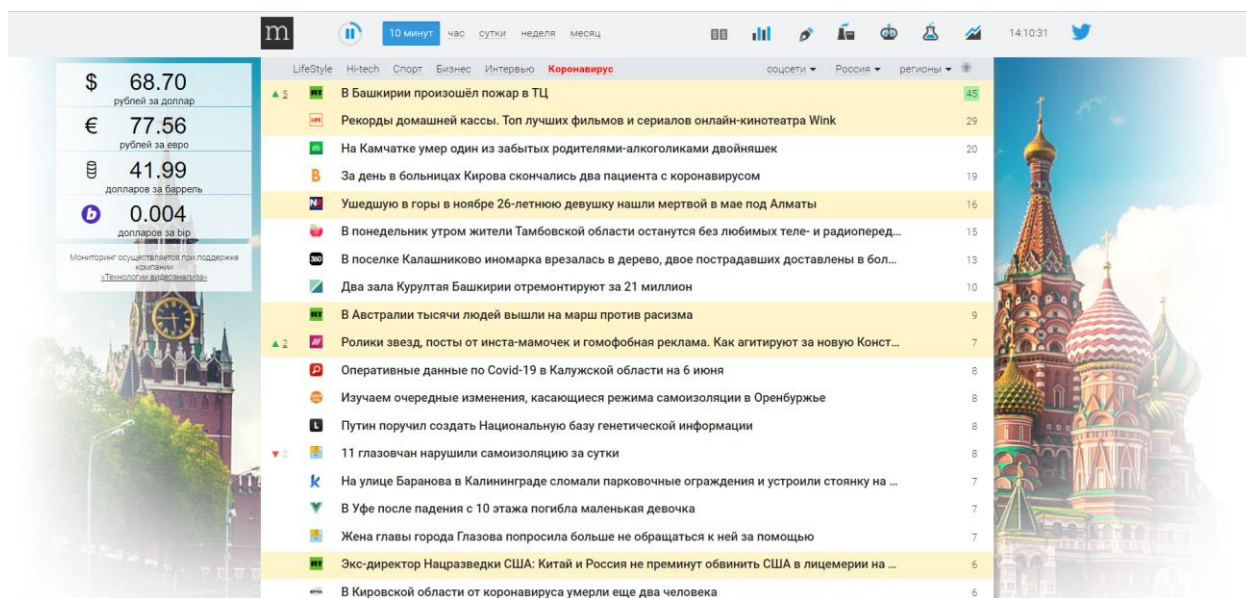 m 10 минут час сутки неделя месяц 14:10:31
LifeStyle Hi-tech Спорт Бизнес Интервью Коронавирус соцсети Россия регионы
$ 68.70
рублей за доллар
€ 77.56
рублей за евро
41.99
долларов за баррель
b 0.004
долларов за bip
Мониторинг осуществляется при поддержке
компании
«Технологии видеоанализа»
5 RT В Башкирии произошёл пожар в ТЦ 45
LIFE Рекорды домашней кассы. Топ лучших фильмов и сериалов онлайн-кинотеатра Wink 29
На Камчатке умер один из забытых родителями-алкоголиками двойняшек 20
В За день в больницах Кирова скончались два пациента с коронавирусом 19
N Ушедшую в горы в ноябре 26-летнюю девушку нашли мертвой в мае под Алматы 16
В понедельник утром жители Тамбовской области останутся без любимых теле- и радиоперед... 15
360 В поселке Калашниково иномарка врезалась в дерево, двое пострадавших доставлены в бол... 13
Два зала Курултая Башкирии отремонтируют за 21 миллион 10
RT В Австралии тысячи людей вышли на марш против расизма 9
2 Ролики звезд, посты от инста-мамочек и гомофобная реклама. Как агитируют за новую Конст... 7
Оперативные данные по Covid-19 в Калужской области на 6 июня 8
Изучаем очередные изменения, касающиеся режима самоизоляции в Оренбуржье 8
L Путин поручил создать Национальную базу генетической информации 8
2 11 глазовчан нарушили самоизоляцию за сутки 8
На улице Баранова в Калининграде сломали парковочные ограждения и устроили стоянку на ... 7
В Уфе после падения с 10 этажа погибла маленькая девочка 7
Жена главы города Глазова попросила больше не обращаться к ней за помощью 7
RT Экс-директор Нацразведки США: Китай и Россия не преминут обвинить США в лицемерии на ... 6
В Кировской области от коронавируса умерли еще два человека 6